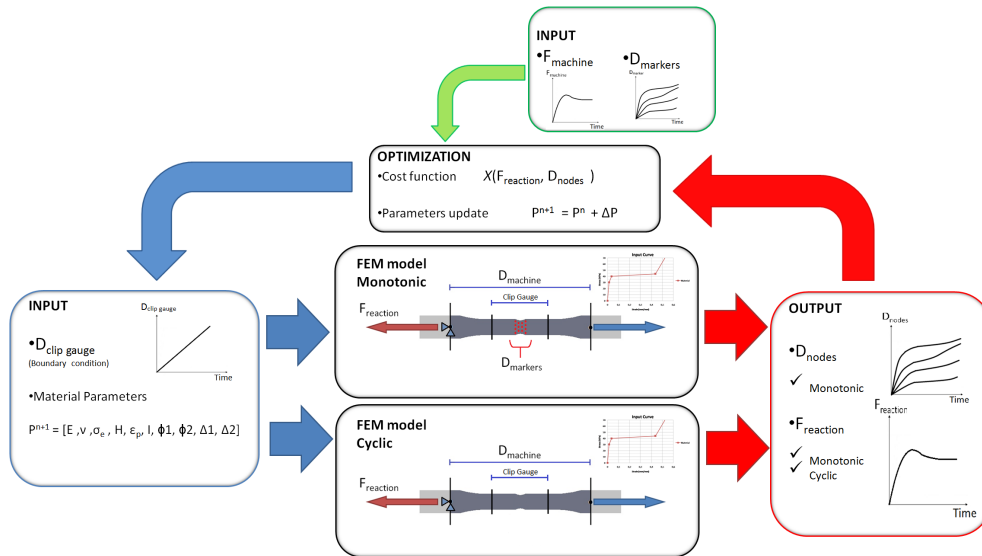 INPUT
•F machine
•D markers
F machine
D marker
Time
Time
OPTIMIZATION
•Cost function X(F reaction, D nodes )
•Parameters update P n+1 = P n + ΔP
INPUT
D clip gauge
•D clip gauge
(Boundary condition)
Time
•Material Parameters
P n+1 = [E ,ν ,σ e , H, ε p, I, ϕ1, ϕ2, Δ1, Δ2]
FEM model
Monotonic
D machine
Clip Gauge
F reaction
D markers
Input Curve
FEM model
Cyclic
D machine
Clip Gauge
F reaction
Input Curve
OUTPUT
D nodes
•D nodes
✓ Monotonic
Time
F reaction
•F reaction
✓ Monotonic
✓ Cyclic
Time